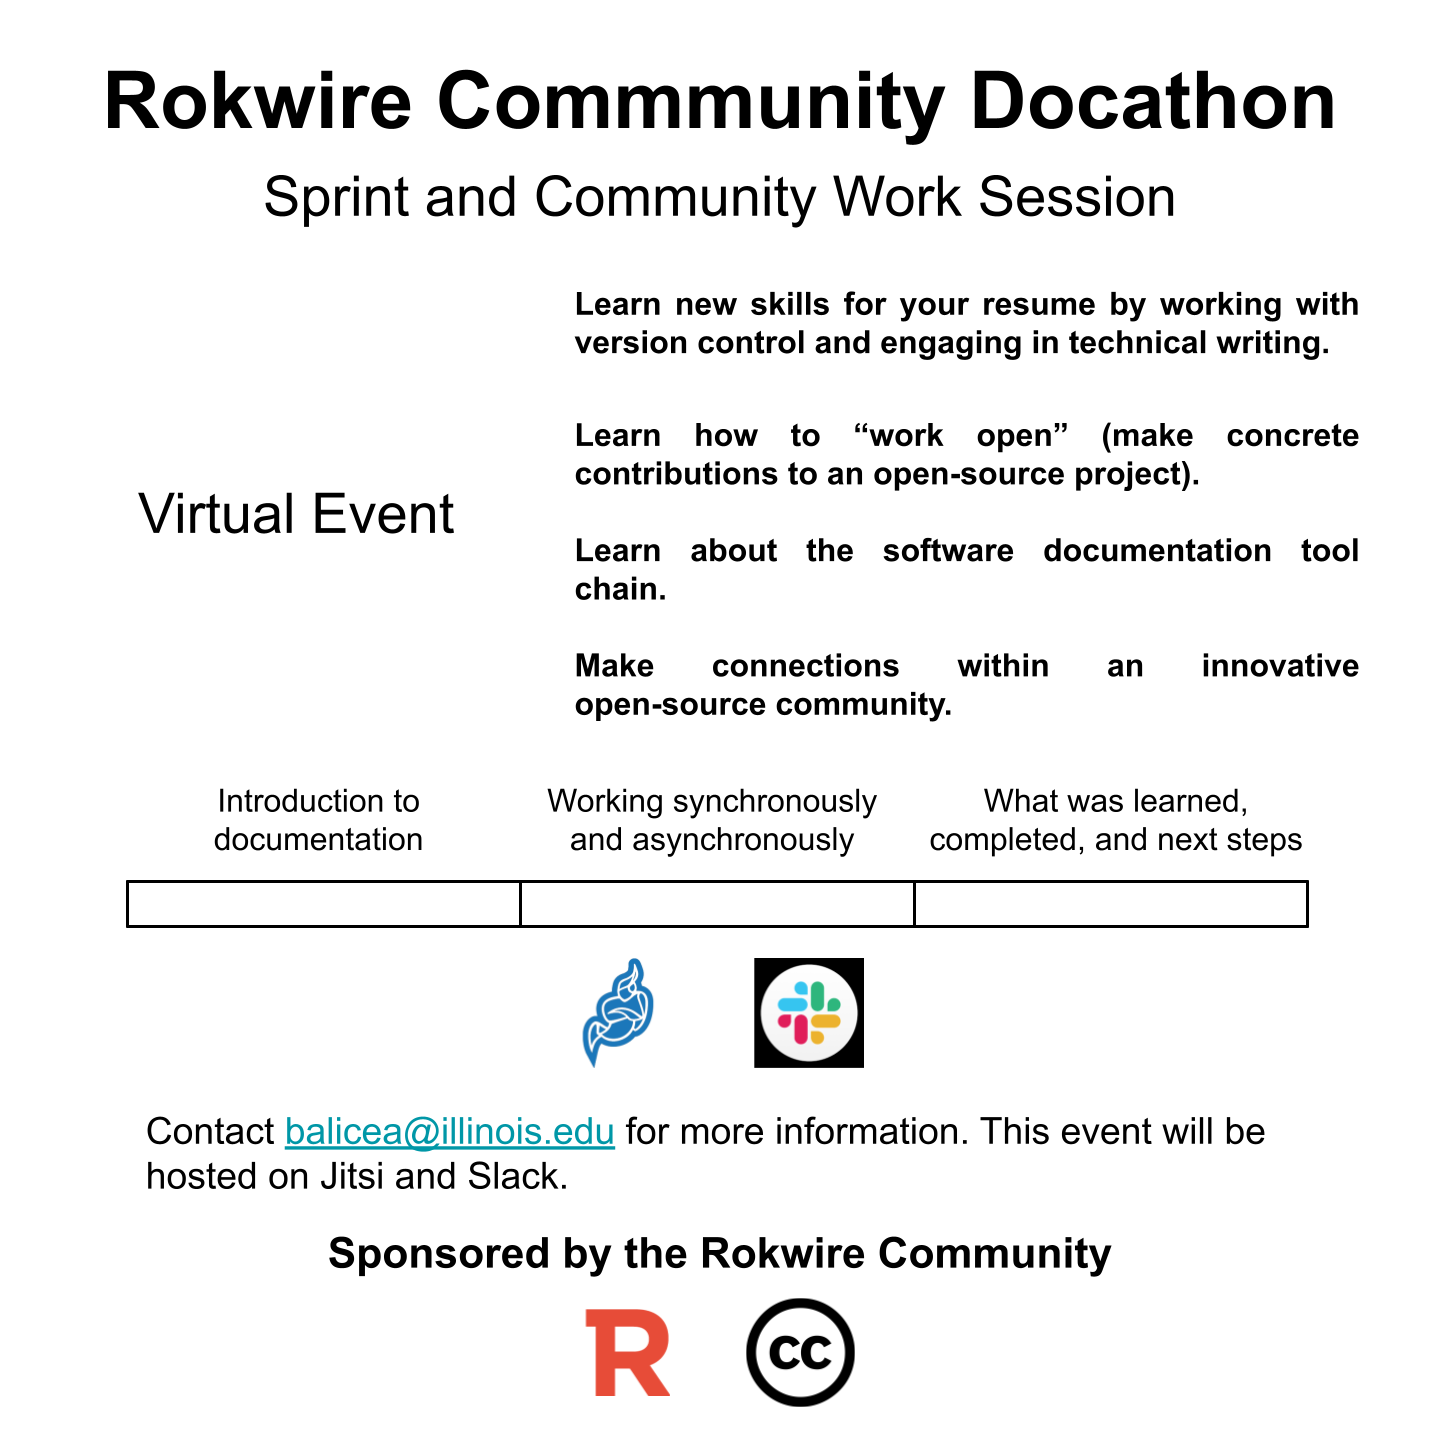 Rokwire Commmunity Docathon
Sprint and Community Work Session
Virtual Event
Learn new skills for your resume by working with
version control and engaging in technical writing.
Learn how to “work open” (make concrete
contributions to an open-source project).
Learn about the software documentation tool
chain.
Make connections within an innovative
open-source community.
Introduction to
documentation
Working synchronously
and asynchronously
What was learned,
completed, and next steps
Contact balicea@illinois.edu for more information. This event will be
hosted on Jitsi and Slack.
Sponsored by the Rokwire Community
R
cc